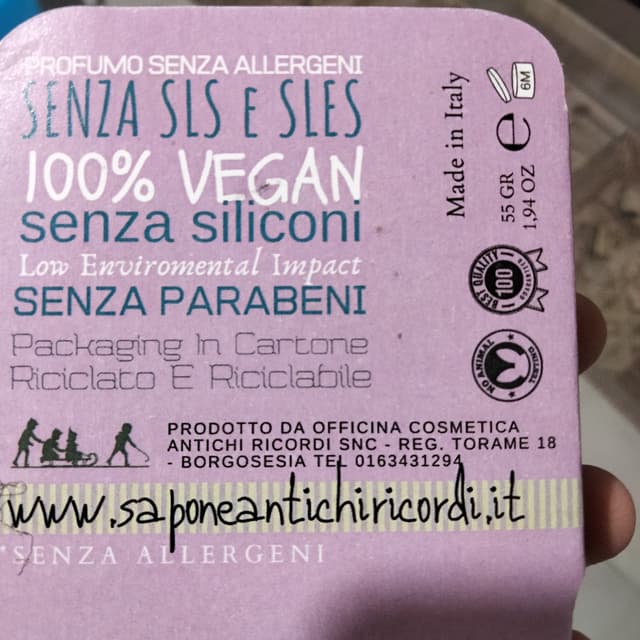 PROFUMO SENZA ALLERGENI
SENZA SLS E SLES
100% VEGAN
senza siliconi
Low Enviromental Impact
SENZA PARABENI
Packaging In Cartone
Riciclato E Riciclabile
PRODOTTO DA OFFICINA COSMETICA
ANTICHI RICORDI SNC - REG. TORAME 18
- BORGOSESIA TEL 0163431294
www.saponeantichiricordi.it
*SENZA ALLERGENI
Made in Italy
6M
55 GR e
1,94 OZ
BEST QUALITY
100
NO ANIMAL
TESTING